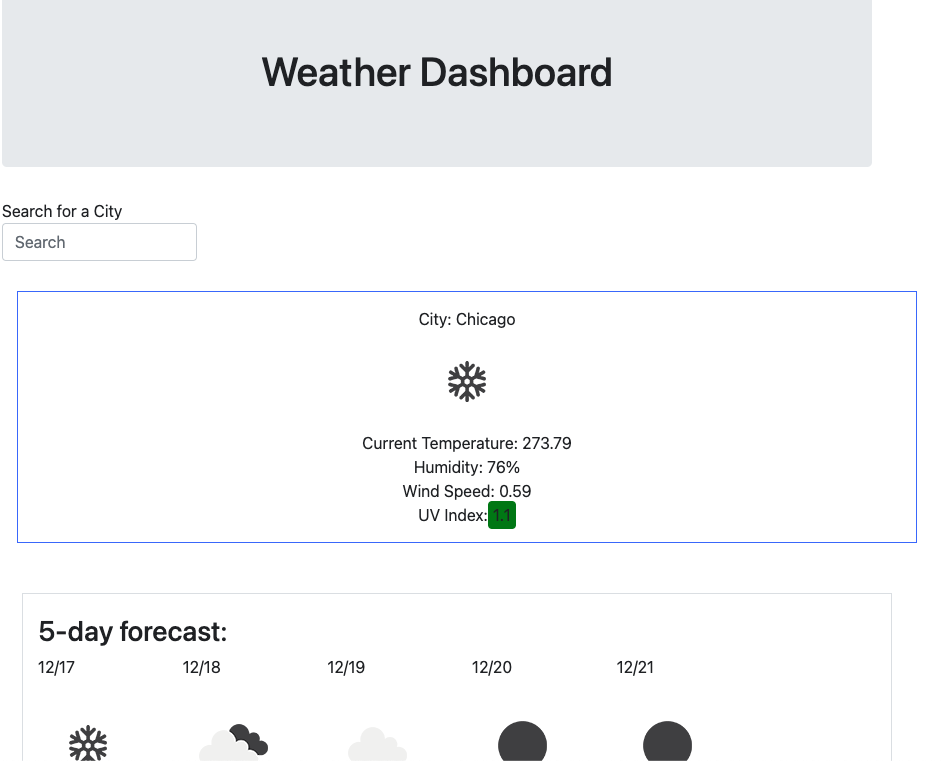 Weather Dashboard
Search for a City
Search
City: Chicago
Current Temperature: 273.79
Humidity: 76%
Wind Speed: 0.59
UV Index: 1.1
5-day forecast:
12/17 12/18 12/19 12/20 12/21